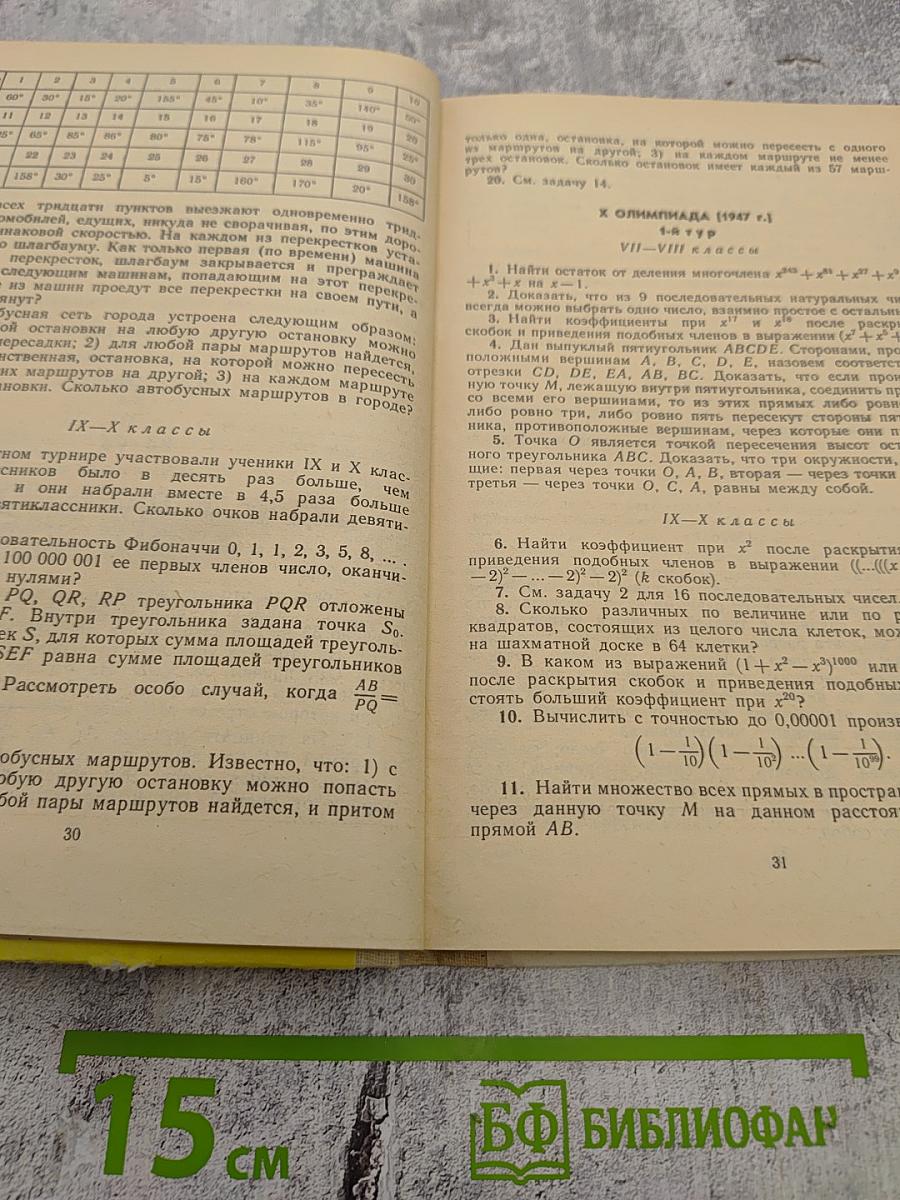 1 2 3 4 5 6 7 8 9 10
60° 30° 15° 20° 155° 45° 10° 35° 140° 50°
11 12 13 14 15 16 17 18 19 20
65° 85° 86° 80° 75° 78° 115° 95° 25°
22 23 24 25 26 27 28 29 30
158° 30° 25° 5° 15° 160° 170° 20° 158°
всех тридцати пунктов выезжают одновременно трид-
омобилей, едущих, никуда не сворачивая, по этим доро-
инаковой скоростью. На каждом из перекрестков уста-
о шлагбауму. Как только первая (по времени) машина
перекресток, шлагбаум закрывается и преграждает
следующим машинам, попадающим на этот перекре-
е из машин проедут все перекрестки на своем пути, а
янут?
бусная сеть города устроена следующим образом:
ой остановки на любую другую остановку можно
пересадки; 2) для любой пары маршрутов найдется,
нственная, остановка, на которой можно пересесть
их маршрутов на другой; 3) на каждом маршруте
ановки. Сколько автобусных маршрутов в городе?
IX—X классы
тном турнире участвовали ученики IX и X клас-
ссников было в десять раз больше, чем
и они набрали вместе в 4,5 раза больше
вятиклассники. Сколько очков набрали девяти-
овательность Фибоначчи 0, 1, 1, 2, 3, 5, 8, ... .
100 000 001 ее первых членов число, оканчи-
нулями?
PQ, QR, RP треугольника PQR отложены
F. Внутри треугольника задана точка S₀.
ек S, для которых сумма площадей треуголь-
SEF равна сумме площадей треугольников
Рассмотреть особо случай, когда AB/PQ =
обусных маршрутов. Известно, что: 1) с
юбую другую остановку можно попасть
бой пары маршрутов найдется, и притом
30
только одна, остановка, на которой можно пересесть с одного
из маршрутов на другой; 3) на каждом маршруте не менее
трех остановок. Сколько остановок имеет каждый из 57 марш-
рутов?
20. См. задачу 14.
X ОЛИМПИАДА (1947 г.)
1-й тур
VII—VIII классы
1. Найти остаток от деления многочлена x²⁴³ + x⁸¹ + x²⁷ + x⁹
+ x³ + x на x — 1.
2. Доказать, что из 9 последовательных натуральных чи
всегда можно выбрать одно число, взаимно простое с остальны
3. Найти коэффициенты при x¹⁷ и x¹⁸ после раскры
скобок и приведения подобных членов в выражении (x⁷ + x⁵ +
4. Дан выпуклый пятиугольник ABCDE. Сторонами, про
положными вершинам A, B, C, D, E, назовем соответст
отрезки CD, DE, EA, AB, BC. Доказать, что если прои
ную точку M, лежащую внутри пятиугольника, соединить пр
со всеми его вершинами, то из этих прямых либо ровно
либо ровно три, либо ровно пять пересекут стороны пят
ника, противоположные вершинам, через которые они п
5. Точка O является точкой пересечения высот ост
ного треугольника ABC. Доказать, что три окружности,
щие: первая через точки O, A, B, вторая — через точки
третья — через точки O, C, A, равны между собой.
IX—X классы
6. Найти коэффициент при x² после раскрытия
приведения подобных членов в выражении ((...(((x
— 2)² — ... — 2)² — 2)² (k скобок).
7. См. задачу 2 для 16 последовательных чисел.
8. Сколько различных по величине или по р
квадратов, состоящих из целого числа клеток, мож
на шахматной доске в 64 клетки?
9. В каком из выражений (1 + x² — x³)¹⁰⁰⁰ или
после раскрытия скобок и приведения подобных
стоять больший коэффициент при x²⁰?
10. Вычислить с точностью до 0,00001 произв
(1 — 1/10)(1 — 1/10²) ... (1 — 1/10⁹⁹).
11. Найти множество всех прямых в простран
через данную точку M на данном расстоя
прямой AB.
31
15 см
БФ БИБЛИОФАН